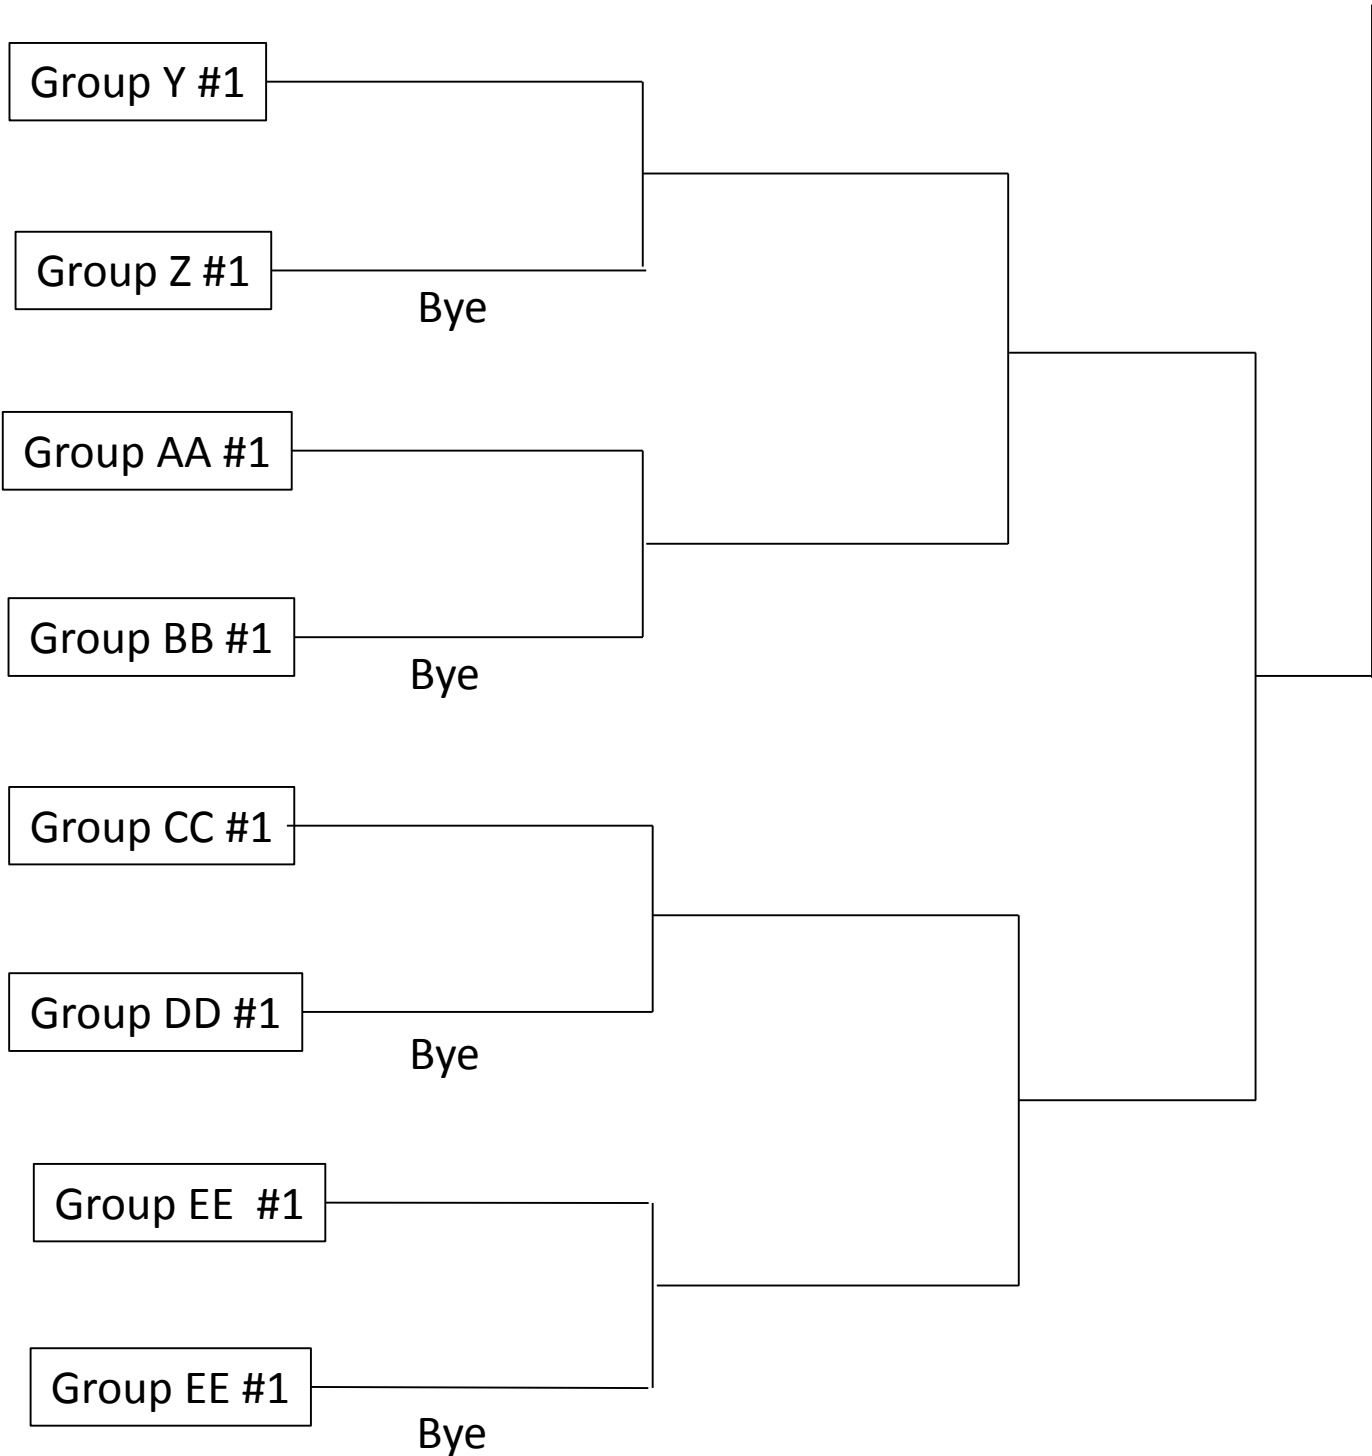 Group Y #1
Group Z #1
Bye
Group AA #1
Group BB #1
Bye
Group CC #1
Group DD #1
Bye
Group EE  #1
Group EE #1
Bye